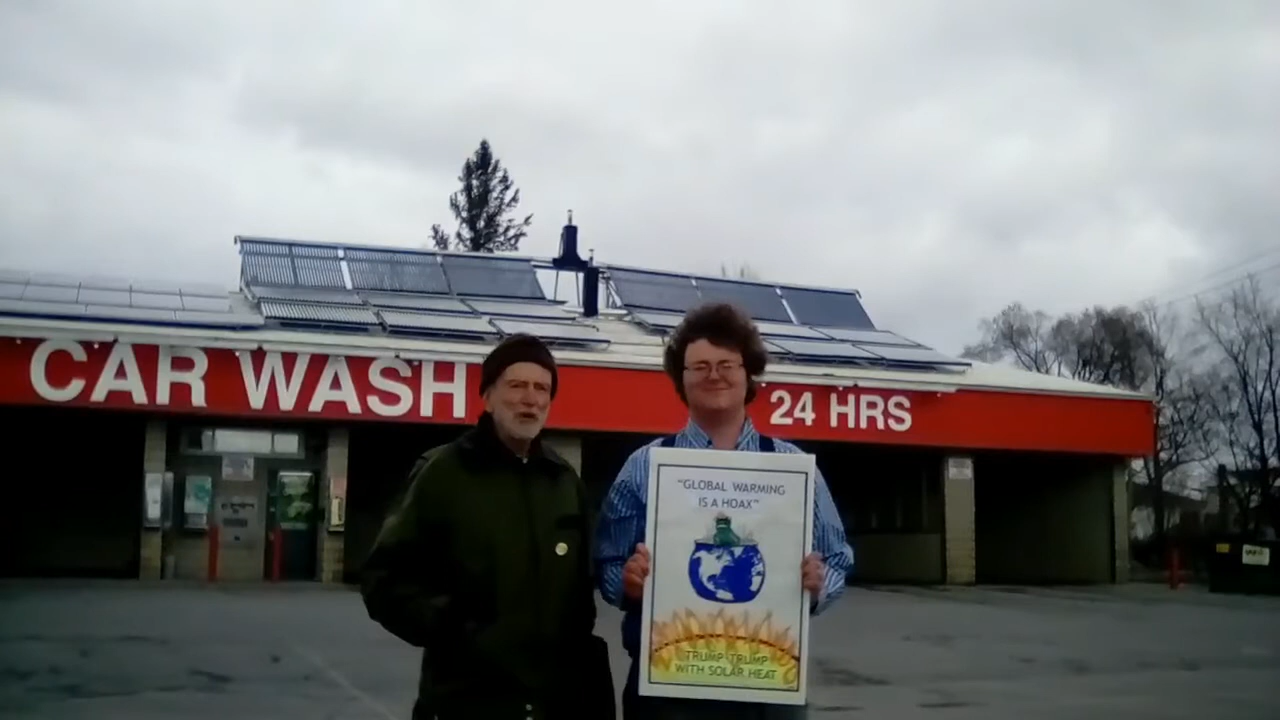 CAR WASH
24 HRS
"GLOBAL WARMING
IS A HOAX"
TRUMP TRUMP
WITH SOLAR HEAT